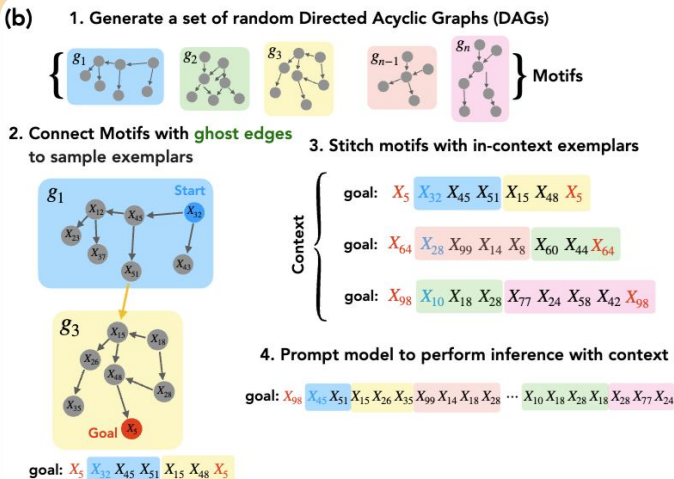 (b)
1. Generate a set of random Directed Acyclic Graphs (DAGs)
{ g₁ g₂ g₃ gₙ₋₁ gₙ } Motifs
2. Connect Motifs with ghost edges
to sample exemplars
g₁
Start
X₁₂ X₄₅ X₃₂
X₂₃ X₃₇ X₅₁ X₄₃
g₃
X₁₅ X₁₈
X₂₆ X₄₈
X₃₅ X₂₈
Goal X₅
goal: X₅ X₃₂ X₄₅ X₅₁ X₁₅ X₄₈ X₅
3. Stitch motifs with in-context exemplars
Context
goal: X₅ X₃₂ X₄₅ X₅₁ X₁₅ X₄₈ X₅
goal: X₆₄ X₂₈ X₉₉ X₁₄ X₈ X₆₀ X₄₄ X₆₄
goal: X₉₈ X₁₀ X₁₈ X₂₈ X₇₇ X₂₄ X₅₈ X₄₂ X₉₈
4. Prompt model to perform inference with context
goal: X₉₈ X₄₅ X₅₁ X₁₅ X₂₆ X₃₅ X₉₉ X₁₄ X₁₈ X₂₈ ··· X₁₀ X₁₈ X₂₈ X₁₈ X₂₈ X₇₇ X₂₄